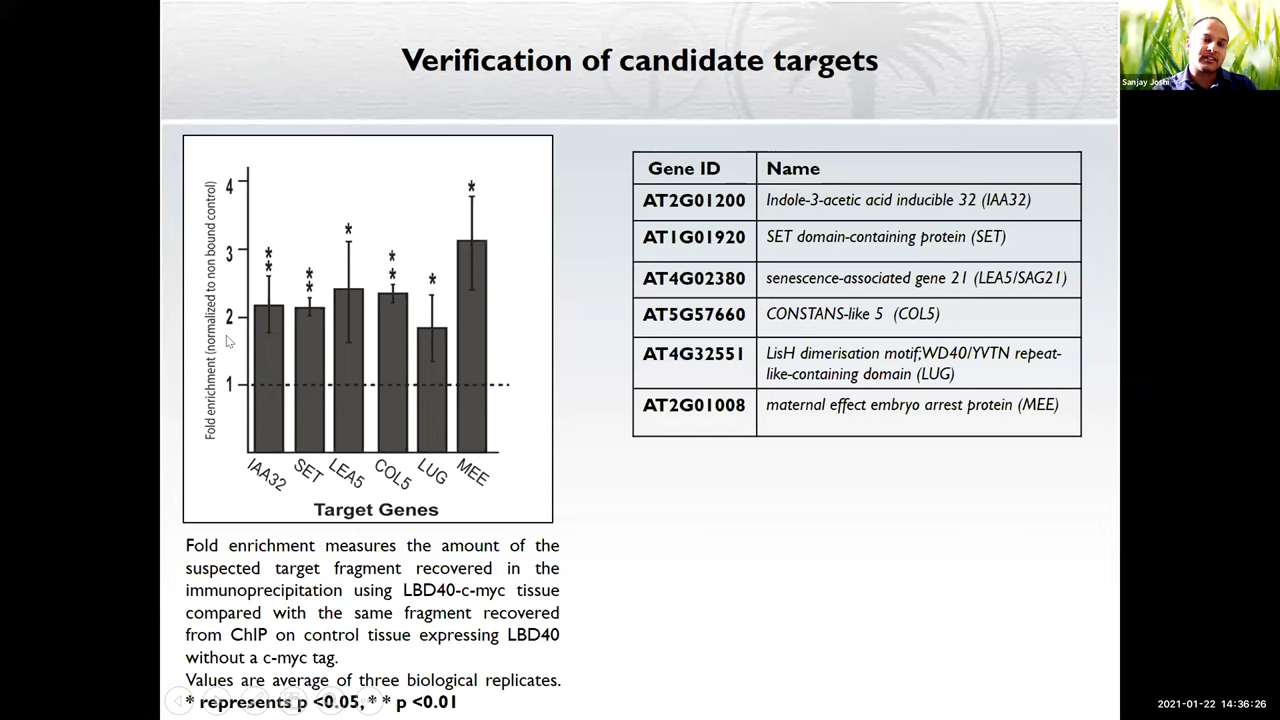 Verification of candidate targets
Sanjay Joshi
Fold enrichment (normalized to non bound control)
4
3
2
1
*
*
*
*
*
*
*
*
*
IAA32
SET
LEA5
COL5
LUG
MEE
Target Genes
Gene ID Name
AT2G01200 Indole-3-acetic acid inducible 32 (IAA32)
AT1G01920 SET domain-containing protein (SET)
AT4G02380 senescence-associated gene 21 (LEA5/SAG21)
AT5G57660 CONSTANS-like 5 (COL5)
AT4G32551 LisH dimerisation motif;WD40/YVTN repeat-
like-containing domain (LUG)
AT2G01008 maternal effect embryo arrest protein (MEE)
Fold enrichment measures the amount of the
suspected target fragment recovered in the
immunoprecipitation using LBD40-c-myc tissue
compared with the same fragment recovered
from ChIP on control tissue expressing LBD40
without a c-myc tag.
Values are average of three biological replicates.
* represents p <0.05, * * p <0.01
2021-01-22 14:36:26